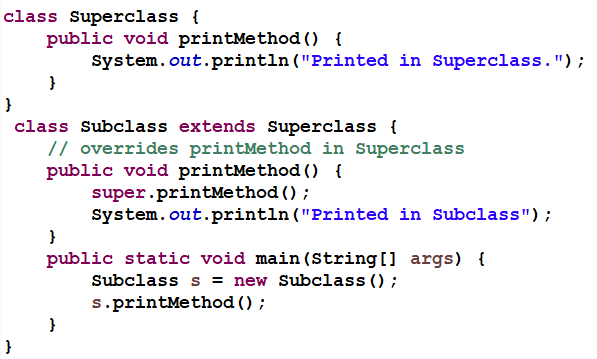 class Superclass {
    public void printMethod() {
        System.out.println("Printed in Superclass.");
    }
}
 class Subclass extends Superclass {
    // overrides printMethod in Superclass
    public void printMethod() {
        super.printMethod();
        System.out.println("Printed in Subclass");
    }
    public static void main(String[] args) {
        Subclass s = new Subclass();
        s.printMethod();
    }
}